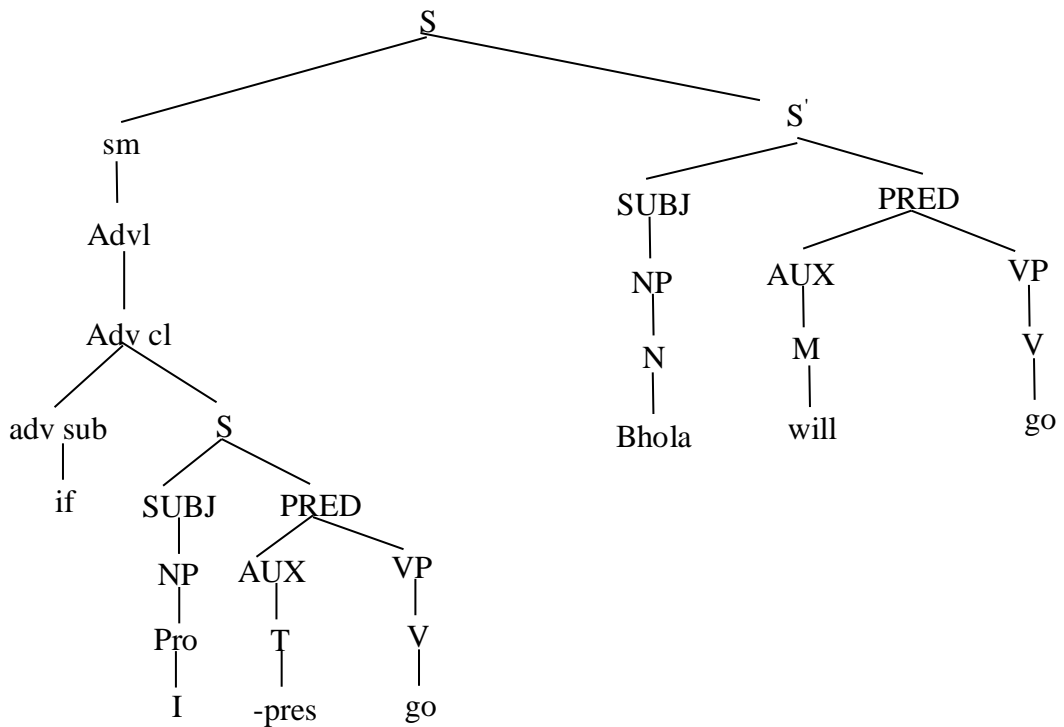 S
sm S'
Advl SUBJ PRED
Adv cl NP AUX VP
adv sub S N M V
if SUBJ PRED Bhola will go
NP AUX VP
Pro T V
I -pres go